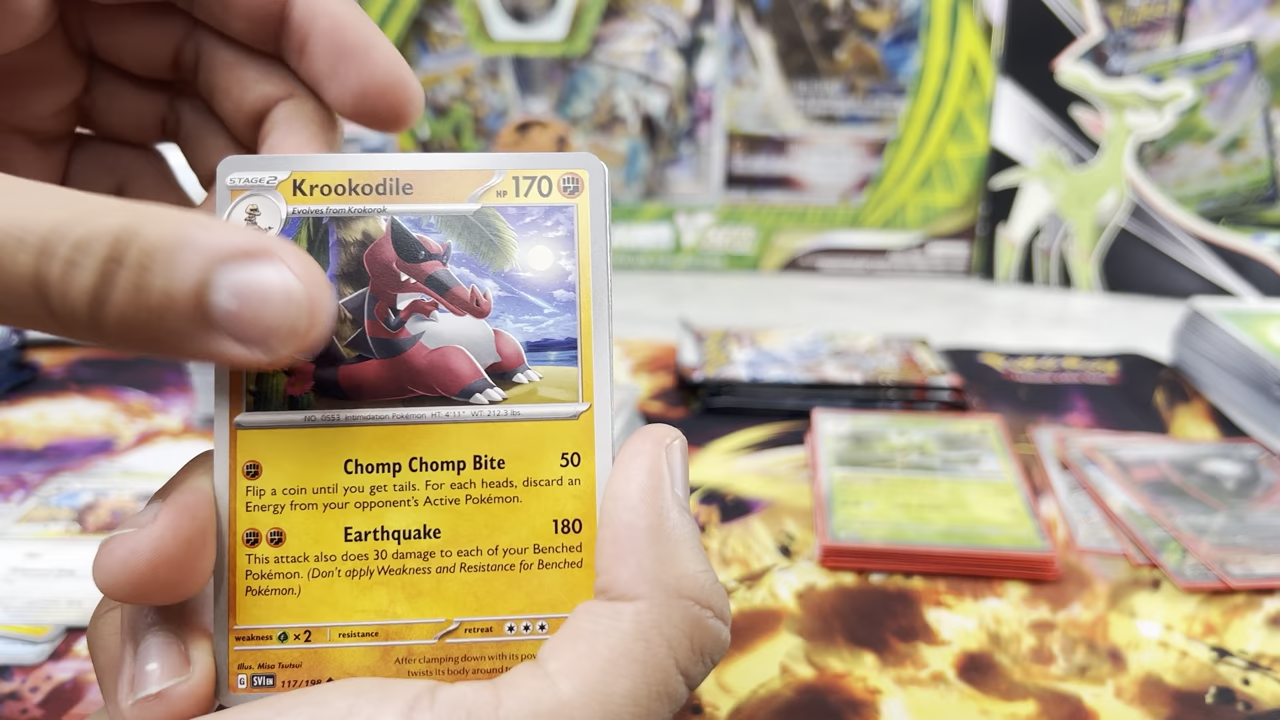 STAGE2 Krookodile HP 170
Evolves from Krokorok
NO. 0553 Intimidation Pokémon HT: 4'11" WT: 212.3 lbs
Chomp Chomp Bite 50
Flip a coin until you get tails. For each heads, discard an
Energy from your opponent's Active Pokémon.
Earthquake 180
This attack also does 30 damage to each of your Benched
Pokémon. (Don't apply Weakness and Resistance for Benched
Pokémon.)
weakness ×2 resistance retreat
Illus. Misa Tsutsui
After clamping down with its
twists its body around
G SVI EN 117/198